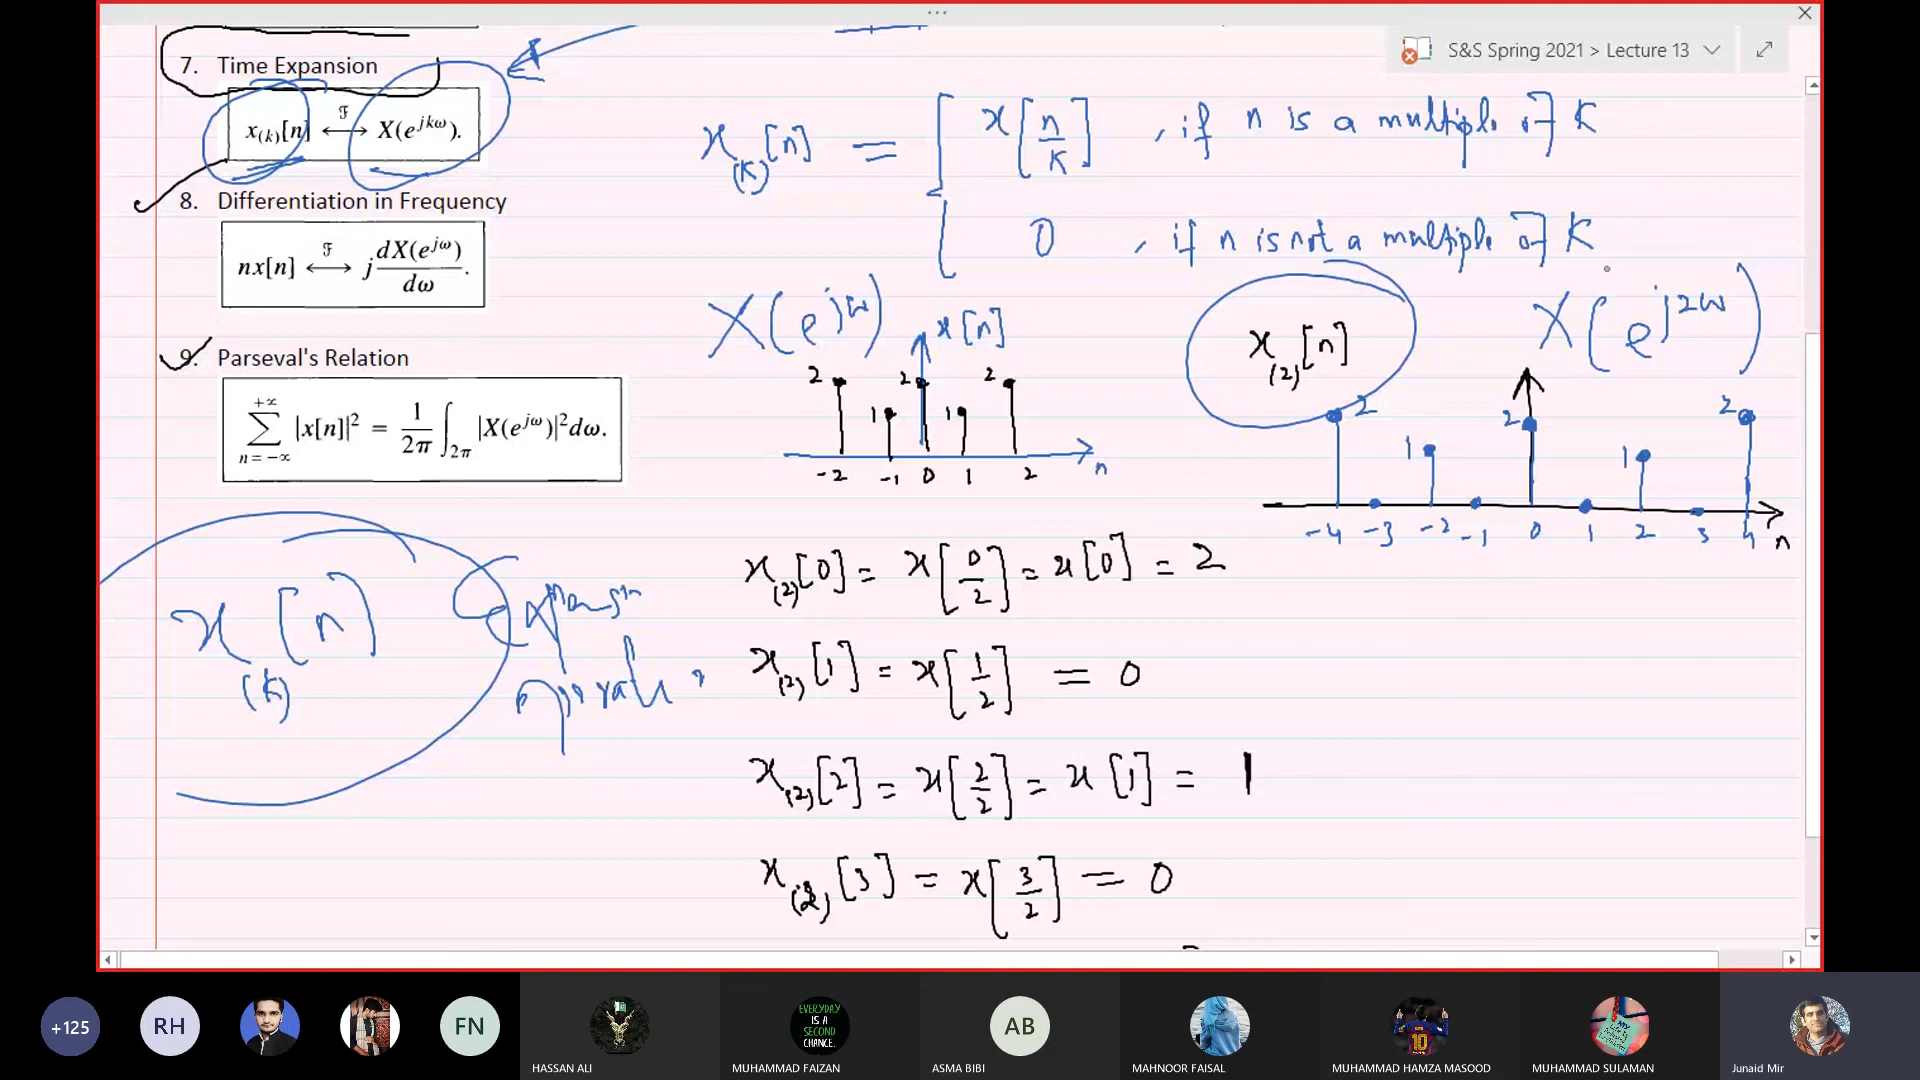 S&S Spring 2021 > Lecture 13
7. Time Expansion
x(k)[n] ℱ⟷ X(e^{jkω}).
x(K)[n] = { x[n/K] , if n is a multiple of K
0 , if n is not a multiple of K
8. Differentiation in Frequency
nx[n] ℱ⟷ j dX(e^{jω})/dω.
X(e^{jω}) x[n]
2 1 2 1 2
-2 -1 0 1 2 n
x(2)[n] X(e^{j2ω})
2 1 2 1 2
-4 -3 -2 -1 0 1 2 3 4 n
9. Parseval's Relation
∑_{n=-∞}^{+∞} |x[n]|² = 1/2π ∫_{2π} |X(e^{jω})|² dω.
x(k)[n]
x(2)[0] = x[0/2] = x[0] = 2
x(2)[1] = x[1/2] = 0
x(2)[2] = x[2/2] = x[1] = 1
x(2)[3] = x[3/2] = 0
+125
RH
FN
EVERYDAY
IS A
SECOND
CHANCE.
AB
10
MY
HASSAN ALI
MUHAMMAD FAIZAN
ASMA BIBI
MAHNOOR FAISAL
MUHAMMAD HAMZA MASOOD
MUHAMMAD SULAMAN
Junaid Mir